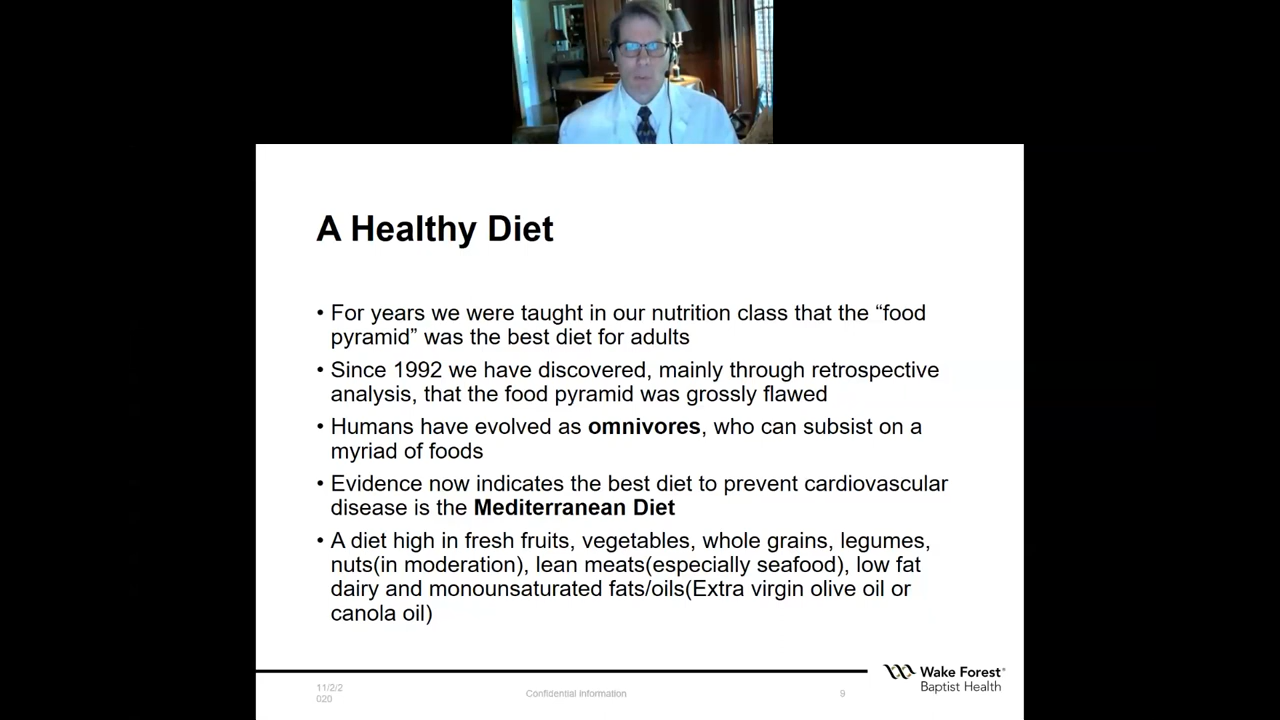 A Healthy Diet
• For years we were taught in our nutrition class that the “food
pyramid” was the best diet for adults
• Since 1992 we have discovered, mainly through retrospective
analysis, that the food pyramid was grossly flawed
• Humans have evolved as omnivores, who can subsist on a
myriad of foods
• Evidence now indicates the best diet to prevent cardiovascular
disease is the Mediterranean Diet
• A diet high in fresh fruits, vegetables, whole grains, legumes,
nuts(in moderation), lean meats(especially seafood), low fat
dairy and monounsaturated fats/oils(Extra virgin olive oil or
canola oil)
11/2/2
020
Confidential Information
9
Wake Forest®
Baptist Health